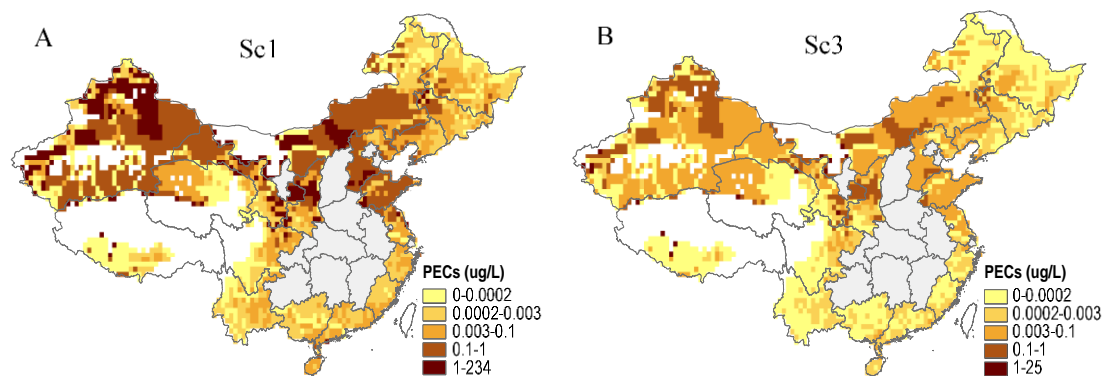 A
Sc1
PECs (ug/L)
0-0.0002
0.0002-0.003
0.003-0.1
0.1-1
1-234
B
Sc3
PECs (ug/L)
0-0.0002
0.0002-0.003
0.003-0.1
0.1-1
1-25